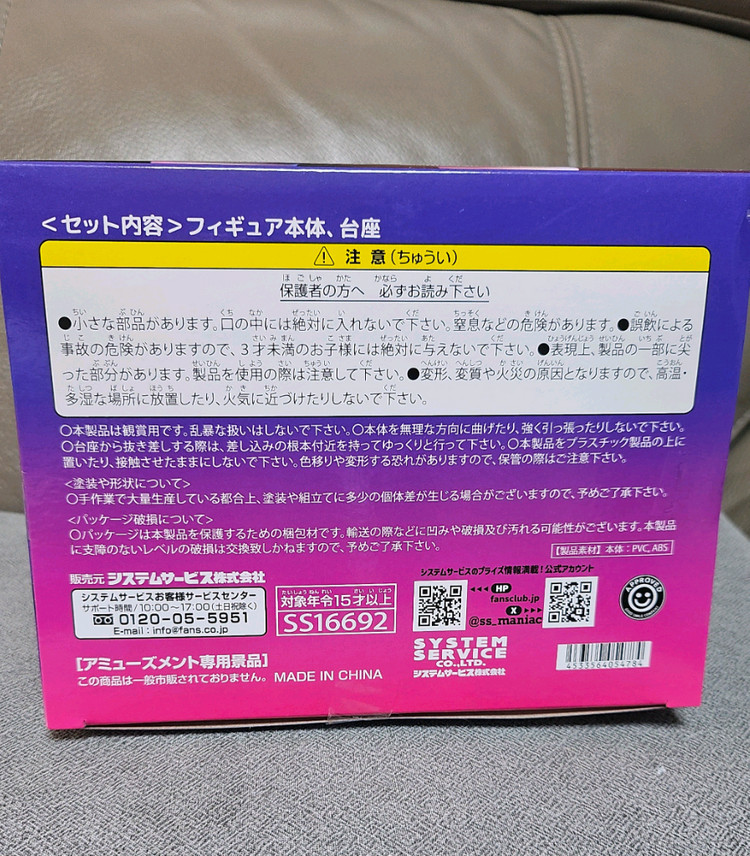 <セット内容>フィギュア本体、台座
⚠ 注意(ちゅうい)
保護者の方へ 必ずお読み下さい
●小さな部品があります。口の中には絶対に入れないで下さい。窒息などの危険があります。●誤飲による
事故の危険がありますので、3才未満のお子様には絶対に与えないで下さい。●表現上、製品の一部に尖
った部分があります。製品を使用の際は注意して下さい。●変形、変質や火災の原因となりますので、高温・
多湿な場所に放置したり、火気に近づけたりしないで下さい。
○本製品は観賞用です。乱暴な扱いはしないで下さい。○本体を無理な方向に曲げたり、強く引っ張ったりしないで下さい。
○台座から抜き差しする際は、差し込みの根本付近を持ってゆっくりと行って下さい。○本製品をプラスチック製品の上に
置いたり、接触させたままにしないで下さい。色移りや変形する恐れがありますので、保管の際はご注意下さい。
<塗装や形状について>
○手作業で大量生産している都合上、塗装や組立てに多少の個体差が生じる場合がございますので、予めご了承下さい。
<パッケージ破損について>
○パッケージは本製品を保護するための梱包材です。輸送の際などに凹みや破損及び汚れる可能性がございます。本製品
に支障のないレベルの破損は交換致しかねますので、予めご了承下さい。
【製品素材】本体:PVC, ABS
販売元 システムサービス株式会社
システムサービスお客様サービスセンター
サポート時間/10:00~17:00(土日祝除く)
0120-05-5951
E-mail:info@fans.co.jp
対象年令15才以上
SS16692
システムサービスのプライズ情報満載!公式アカウント
HP
fansclub.jp
X
@ss_maniac
APPROVED
SYSTEM
SERVICE
CO.,LTD.
システムサービス株式会社
4533564054784
[アミューズメント専用景品]
この商品は一般市販されておりません。 MADE IN CHINA